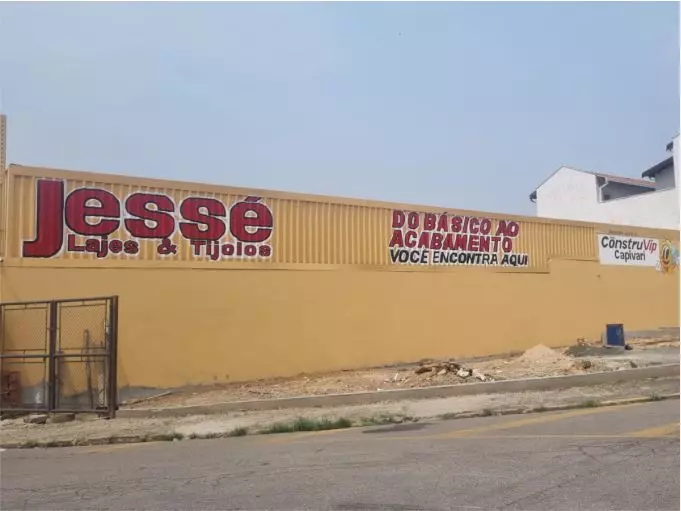 Jessé
Lajes & Tijolos
DO BÁSICO AO
ACABAMENTO
VOCÊ ENCONTRA AQUI
ConstruVip
Capivari